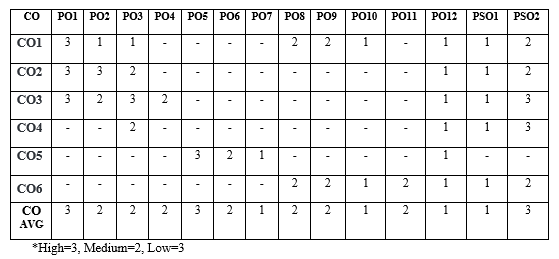 CO PO1 PO2 PO3 PO4 PO5 PO6 PO7 PO8 PO9 PO10 PO11 PO12 PSO1 PSO2
CO1 3 1 1 - - - - 2 2 1 - 1 1 2
CO2 3 3 2 - - - - - - - - 1 1 2
CO3 3 2 3 2 - - - - - - - 1 1 3
CO4 - - 2 - - - - - - - - 1 1 3
CO5 - - - - 3 2 1 - - - - 1 - -
CO6 - - - - - - - 2 2 1 2 1 1 2
CO AVG 3 2 2 2 3 2 1 2 2 1 2 1 1 3
*High=3, Medium=2, Low=3